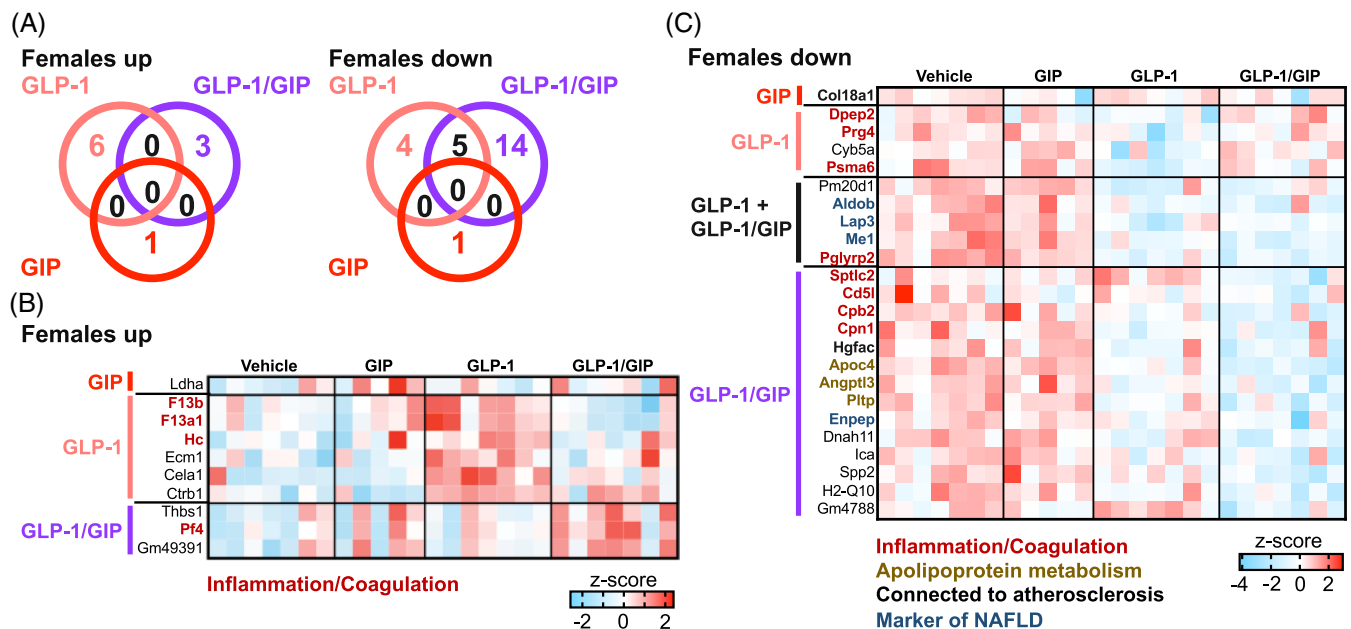 (A)
Females up
GLP-1
GLP-1/GIP
6
0
3
0
0
0
1
GIP
Females down
GLP-1
GLP-1/GIP
4
5
14
0
0
0
1
GIP
(B)
Females up
Vehicle GIP GLP-1 GLP-1/GIP
GIP
Ldha
GLP-1
F13b
F13a1
Hc
Ecm1
Cela1
Ctrb1
GLP-1/GIP
Thbs1
Pf4
Gm49391
Inflammation/Coagulation
z-score
-2 0 2
(C)
Females down
Vehicle GIP GLP-1 GLP-1/GIP
GIP
Col18a1
GLP-1
Dpep2
Prg4
Cyb5a
Psma6
GLP-1 +
GLP-1/GIP
Pm20d1
Aldob
Lap3
Me1
Pglyrp2
GLP-1/GIP
Sptlc2
Cd5l
Cpb2
Cpn1
Hgfac
Apoc4
Angptl3
Pltp
Enpep
Dnah11
Ica
Spp2
H2-Q10
Gm4788
Inflammation/Coagulation
Apolipoprotein metabolism
Connected to atherosclerosis
Marker of NAFLD
z-score
-4 -2 0 2